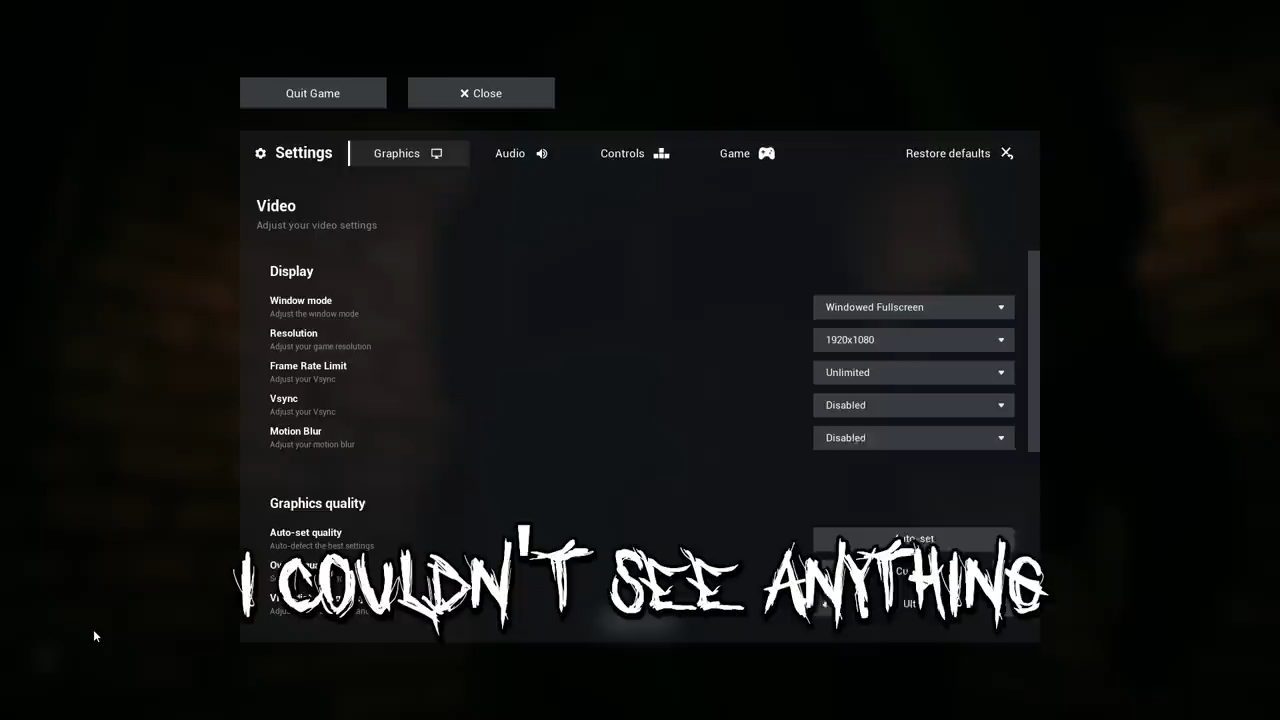 Quit Game
Close
Settings
Graphics
Audio
Controls
Game
Restore defaults
Video
Adjust your video settings
Display
Window mode
Adjust the window mode
Windowed Fullscreen
Resolution
Adjust your game resolution
1920x1080
Frame Rate Limit
Adjust your Vsync
Unlimited
Vsync
Adjust your Vsync
Disabled
Motion Blur
Adjust your motion blur
Disabled
Graphics quality
Auto-set quality
Auto-defect the best settings
Auto-set
I COULDN'T SEE ANYTHING